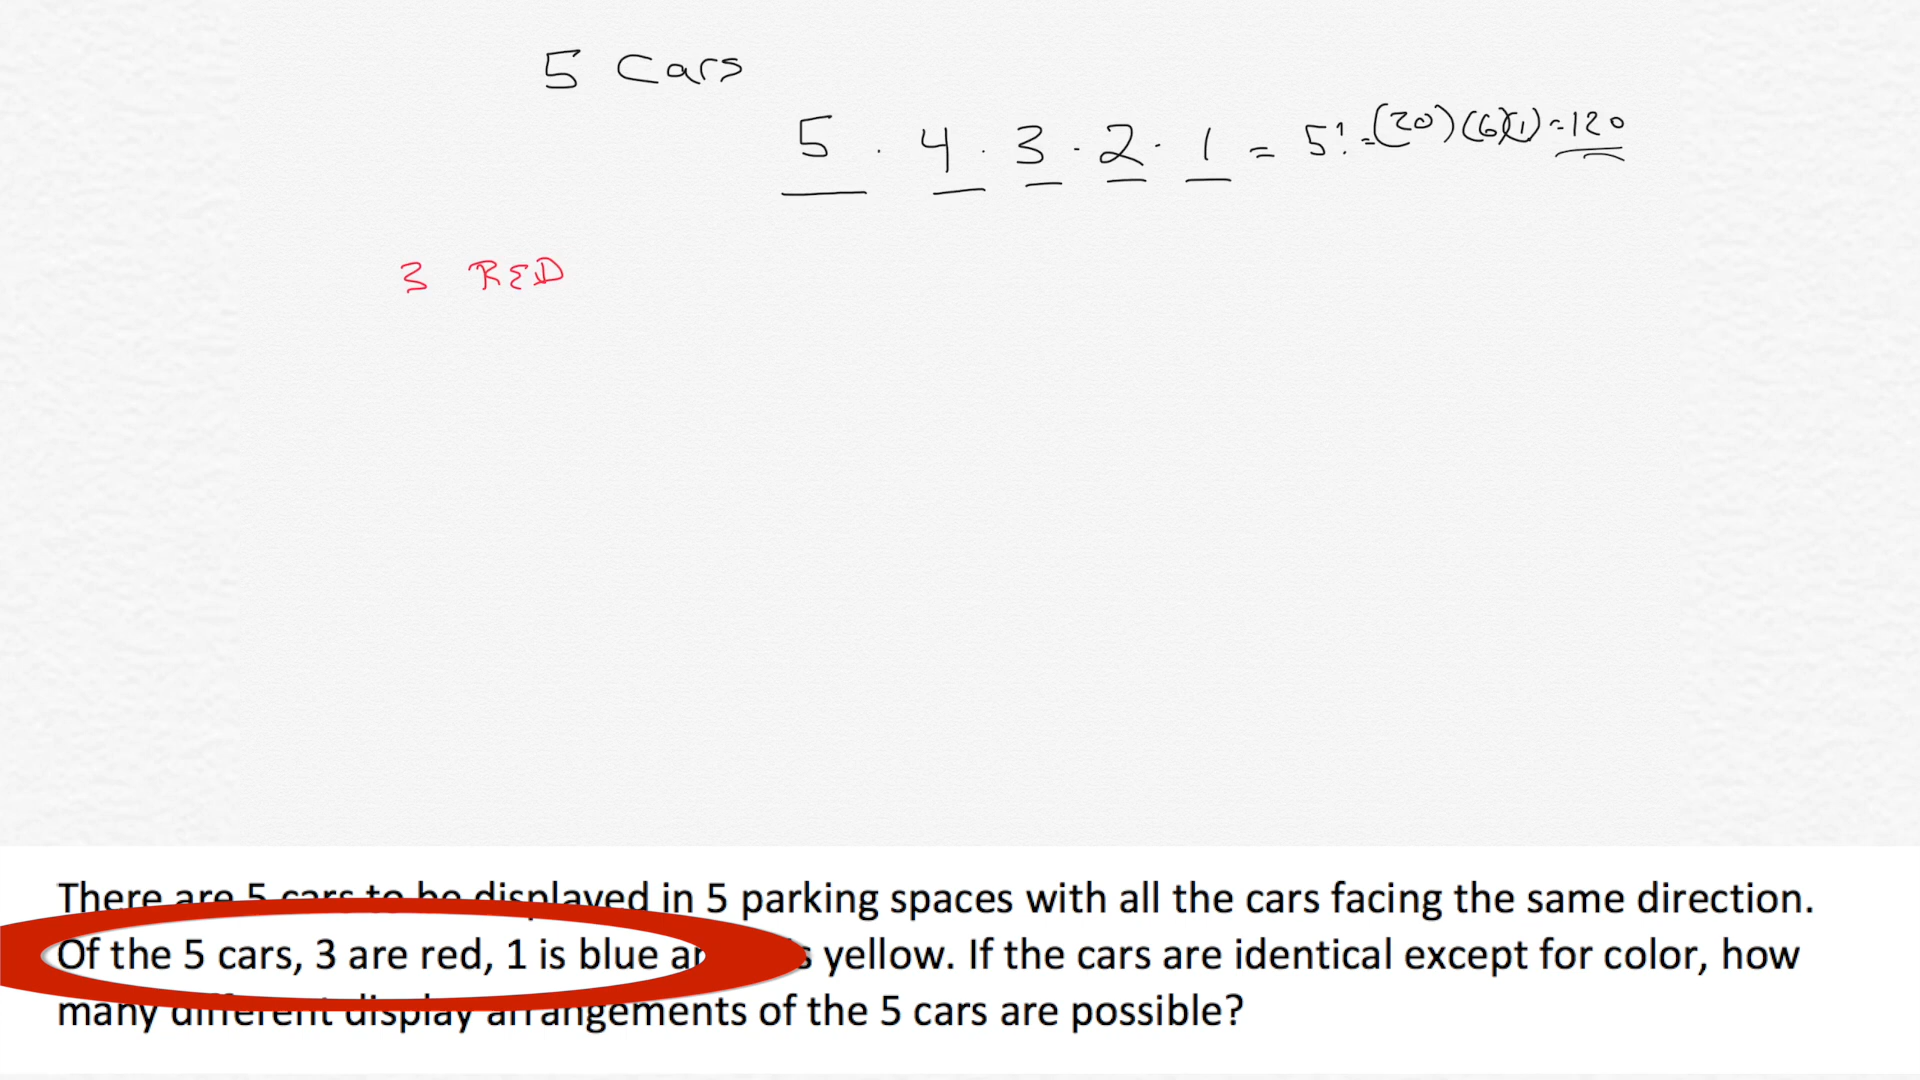 5 Cars
5 · 4 · 3 · 2 · 1 = 5! = (20)(6)(1) = 120
3 RED
There are 5 cars to be displayed in 5 parking spaces with all the cars facing the same direction.
Of the 5 cars, 3 are red, 1 is blue yellow. If the cars are identical except for color, how
many different display arrangements of the 5 cars are possible?